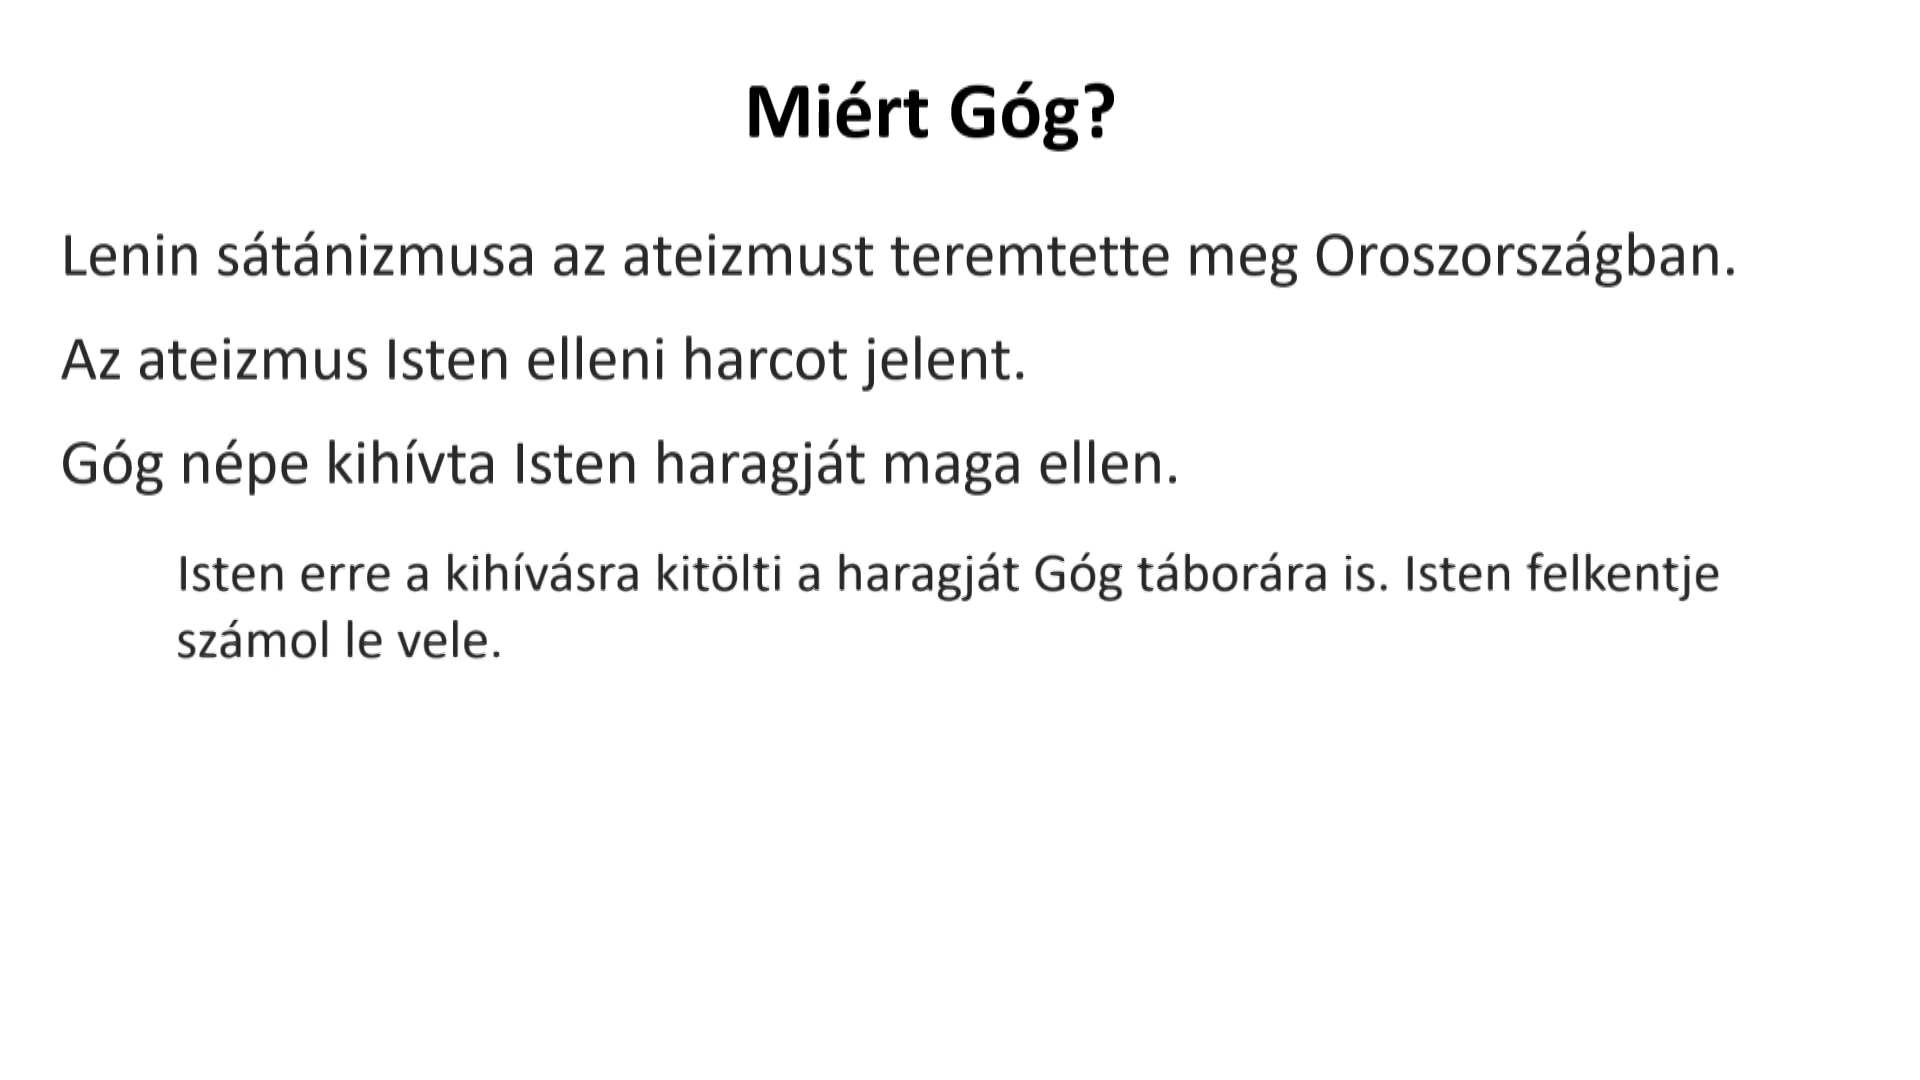 Miért Góg?
Lenin sátánizmusa az ateizmust teremtette meg Oroszországban.
Az ateizmus Isten elleni harcot jelent.
Góg népe kihívta Isten haragját maga ellen.
Isten erre a kihívásra kitölti a haragját Góg táborára is. Isten felkentje
számol le vele.